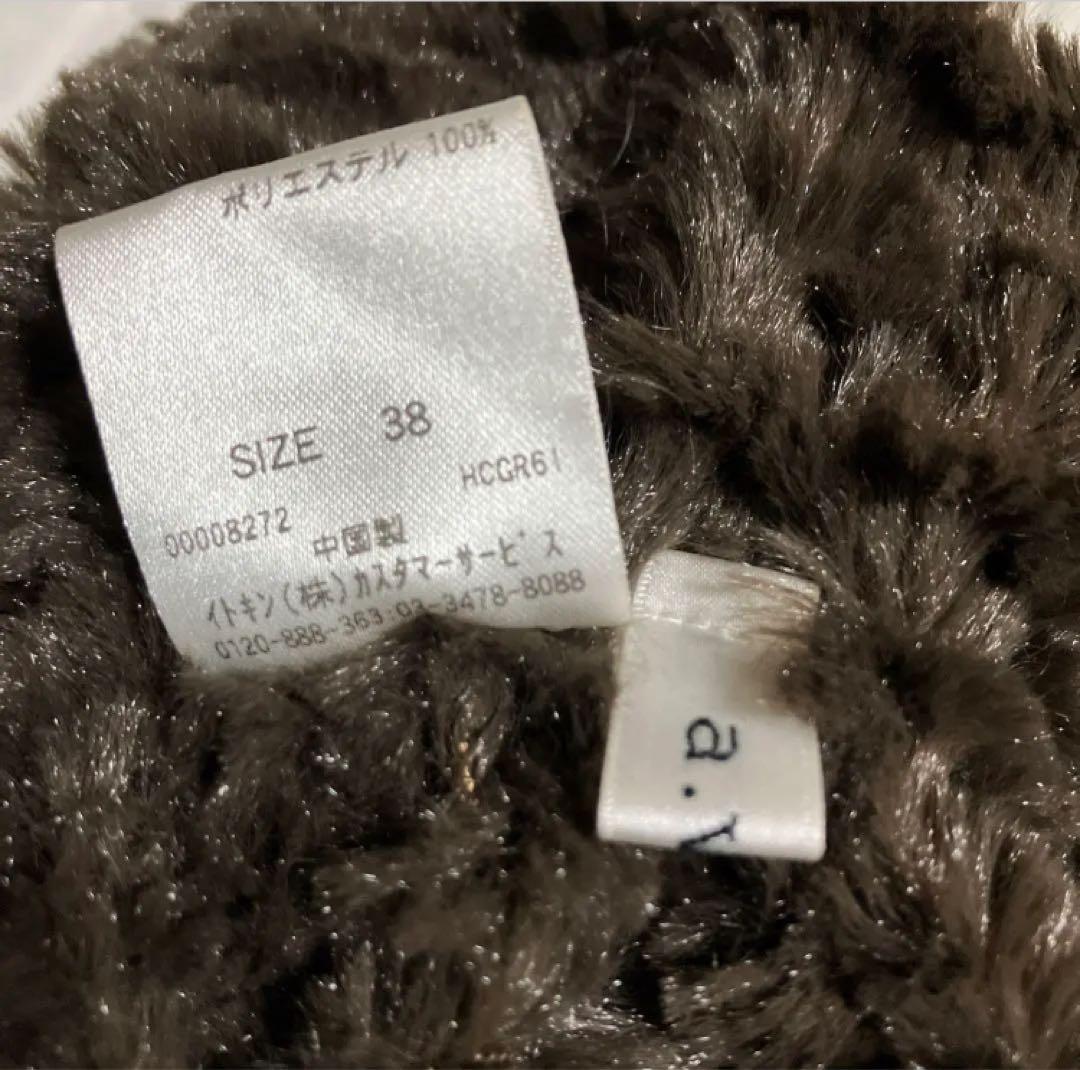 ポリエステル 100%
SIZE 38
HCGR61
00008272
中国製
イトキン(株)カスタマーサービス
0120-888-363:03-3478-8088
a.v